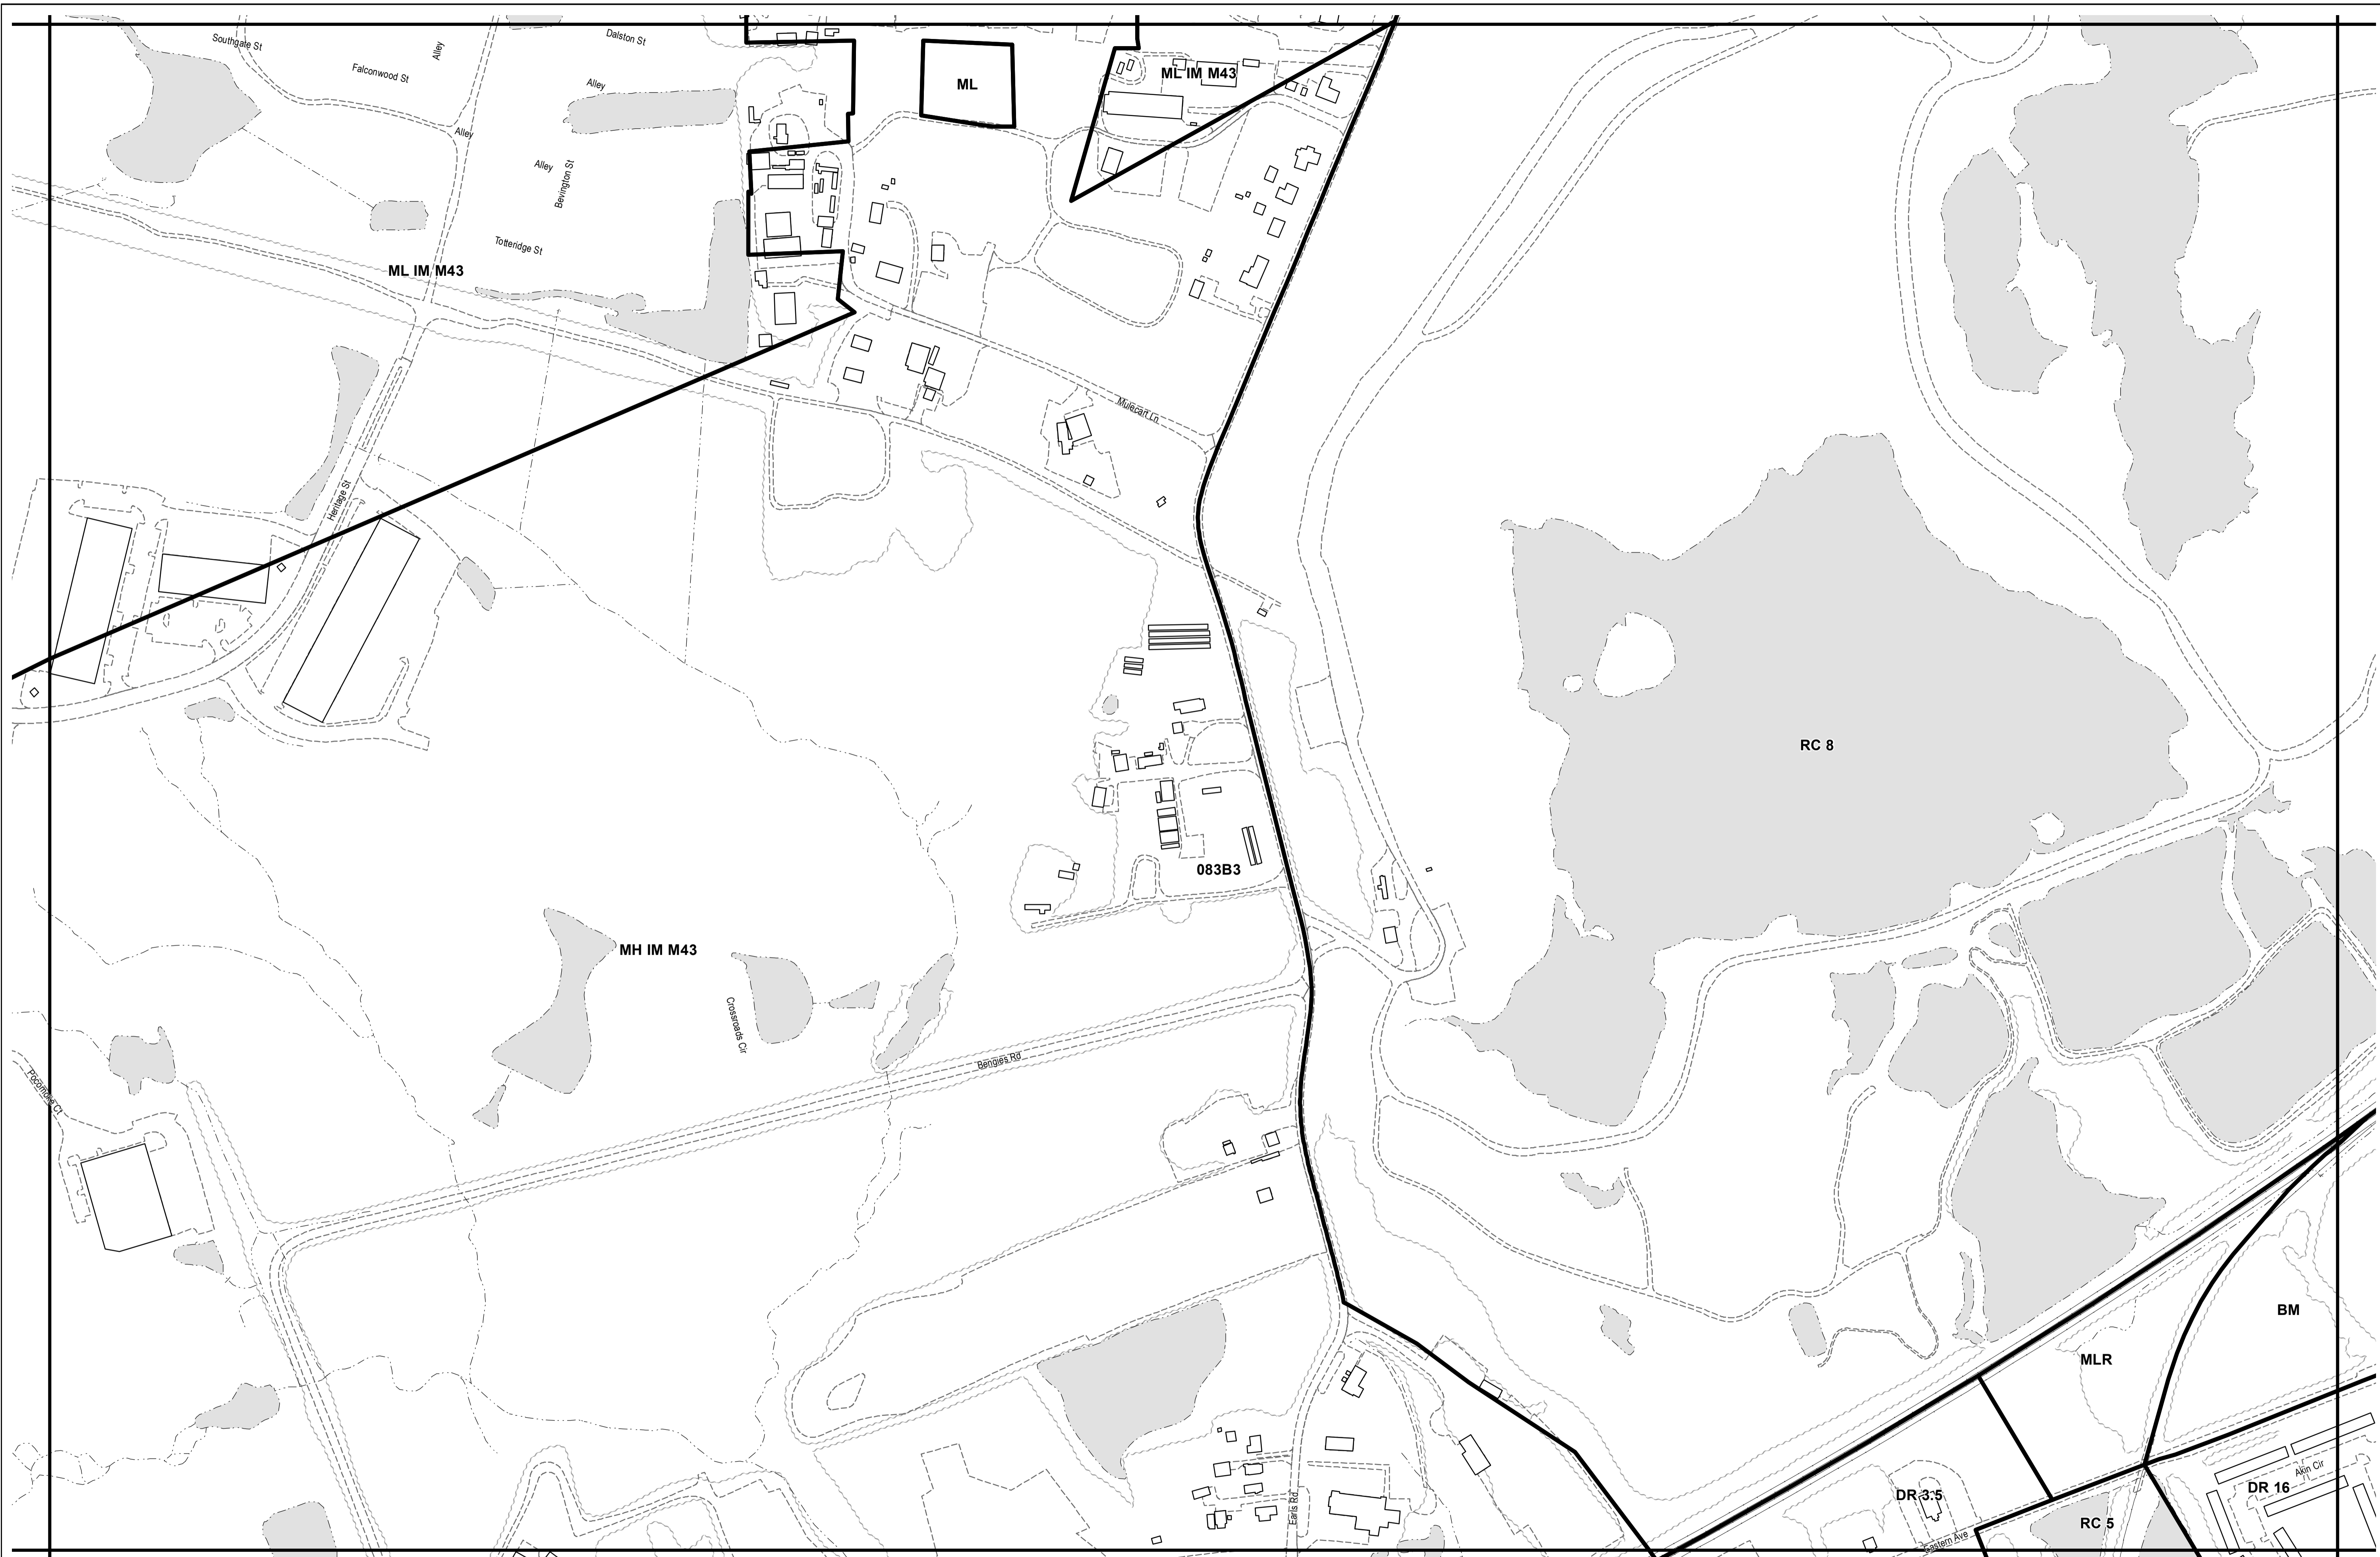 Southgate St
Alley
Dalston St
Falconwood St
ML IM M43
ML
Alley
Alley
Alley
Bevington St
Totteridge St
ML IM M43
Mulecart Ln
Heritage St
RC 8
083B3
MH IM M43
Crossroads Cir
Bengies Rd
Pocomoke Ct
BM
MLR
Akin Cir
DR 16
DR 3.5
Earls Rd
RC 5
Eastern Ave